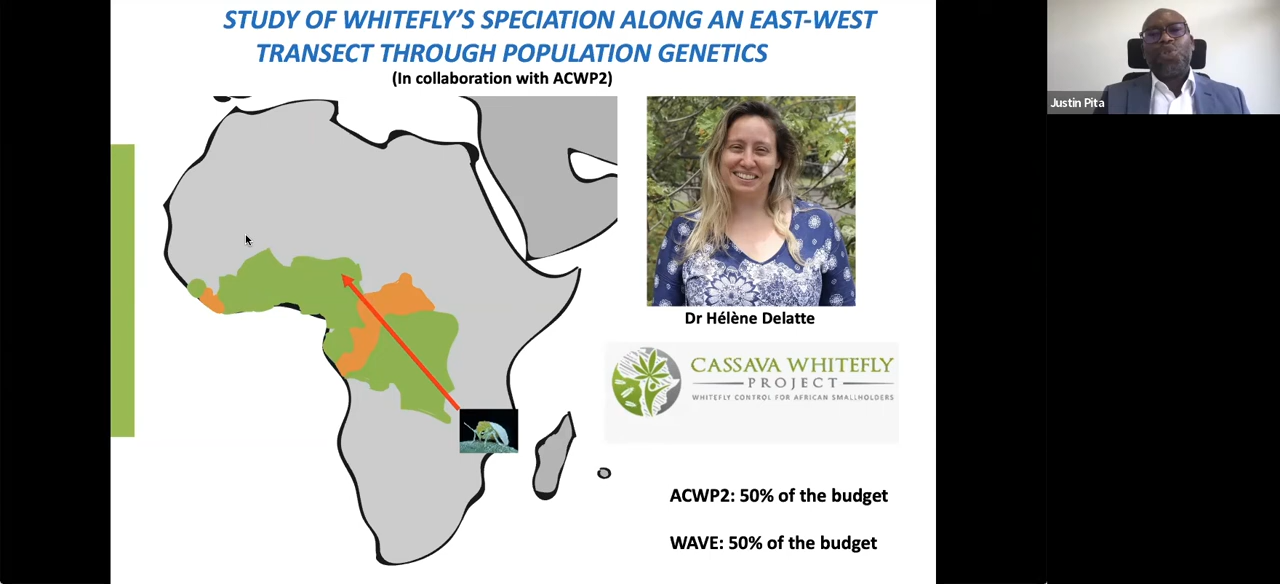 STUDY OF WHITEFLY'S SPECIATION ALONG AN EAST-WEST
TRANSECT THROUGH POPULATION GENETICS
(In collaboration with ACWP2)
Justin Pita
Dr Hélène Delatte
CASSAVA WHITEFLY
PROJECT
WHITEFLY CONTROL FOR AFRICAN SMALLHOLDERS
ACWP2: 50% of the budget
WAVE: 50% of the budget